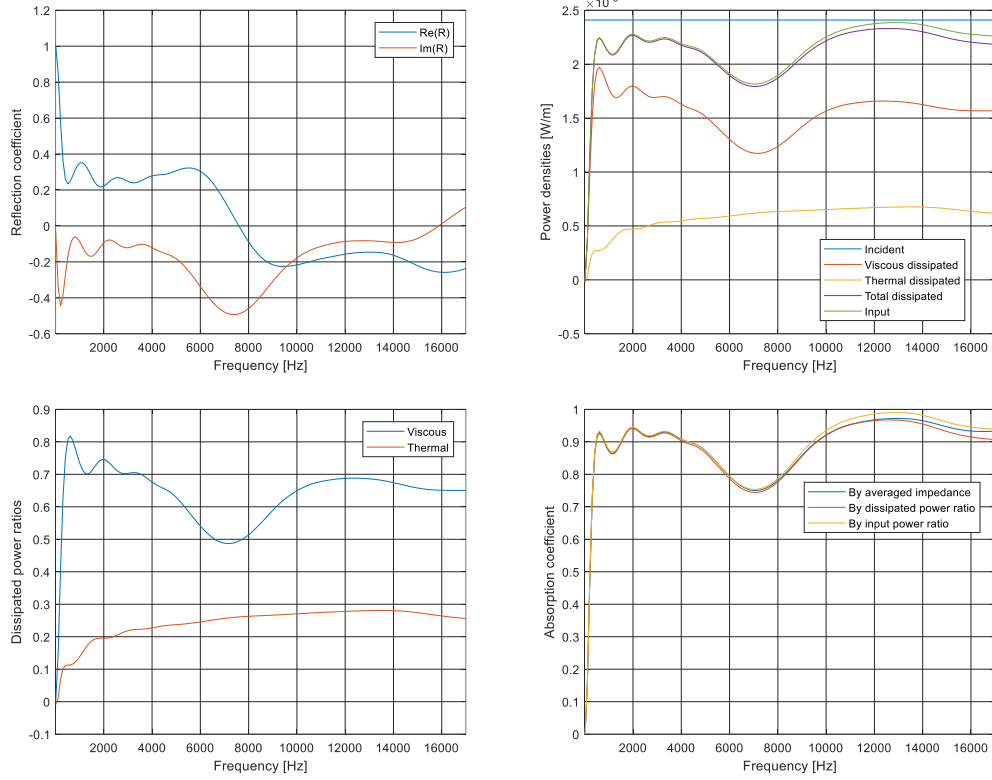 1.2
1
0.8
0.6
0.4
0.2
0
-0.2
-0.4
-0.6
Reflection coefficient
Re(R)
Im(R)
2000 4000 6000 8000 10000 12000 14000 16000
Frequency [Hz]
2.5
2
1.5
1
0.5
0
-0.5
Power densities [W/m]
Incident
Viscous dissipated
Thermal dissipated
Total dissipated
Input
2000 4000 6000 8000 10000 12000 14000 16000
Frequency [Hz]
0.9
0.8
0.7
0.6
0.5
0.4
0.3
0.2
0.1
0
-0.1
Dissipated power ratios
Viscous
Thermal
2000 4000 6000 8000 10000 12000 14000 16000
Frequency [Hz]
1
0.9
0.8
0.7
0.6
0.5
0.4
0.3
0.2
0.1
0
Absorption coefficient
By averaged impedance
By dissipated power ratio
By input power ratio
2000 4000 6000 8000 10000 12000 14000 16000
Frequency [Hz]